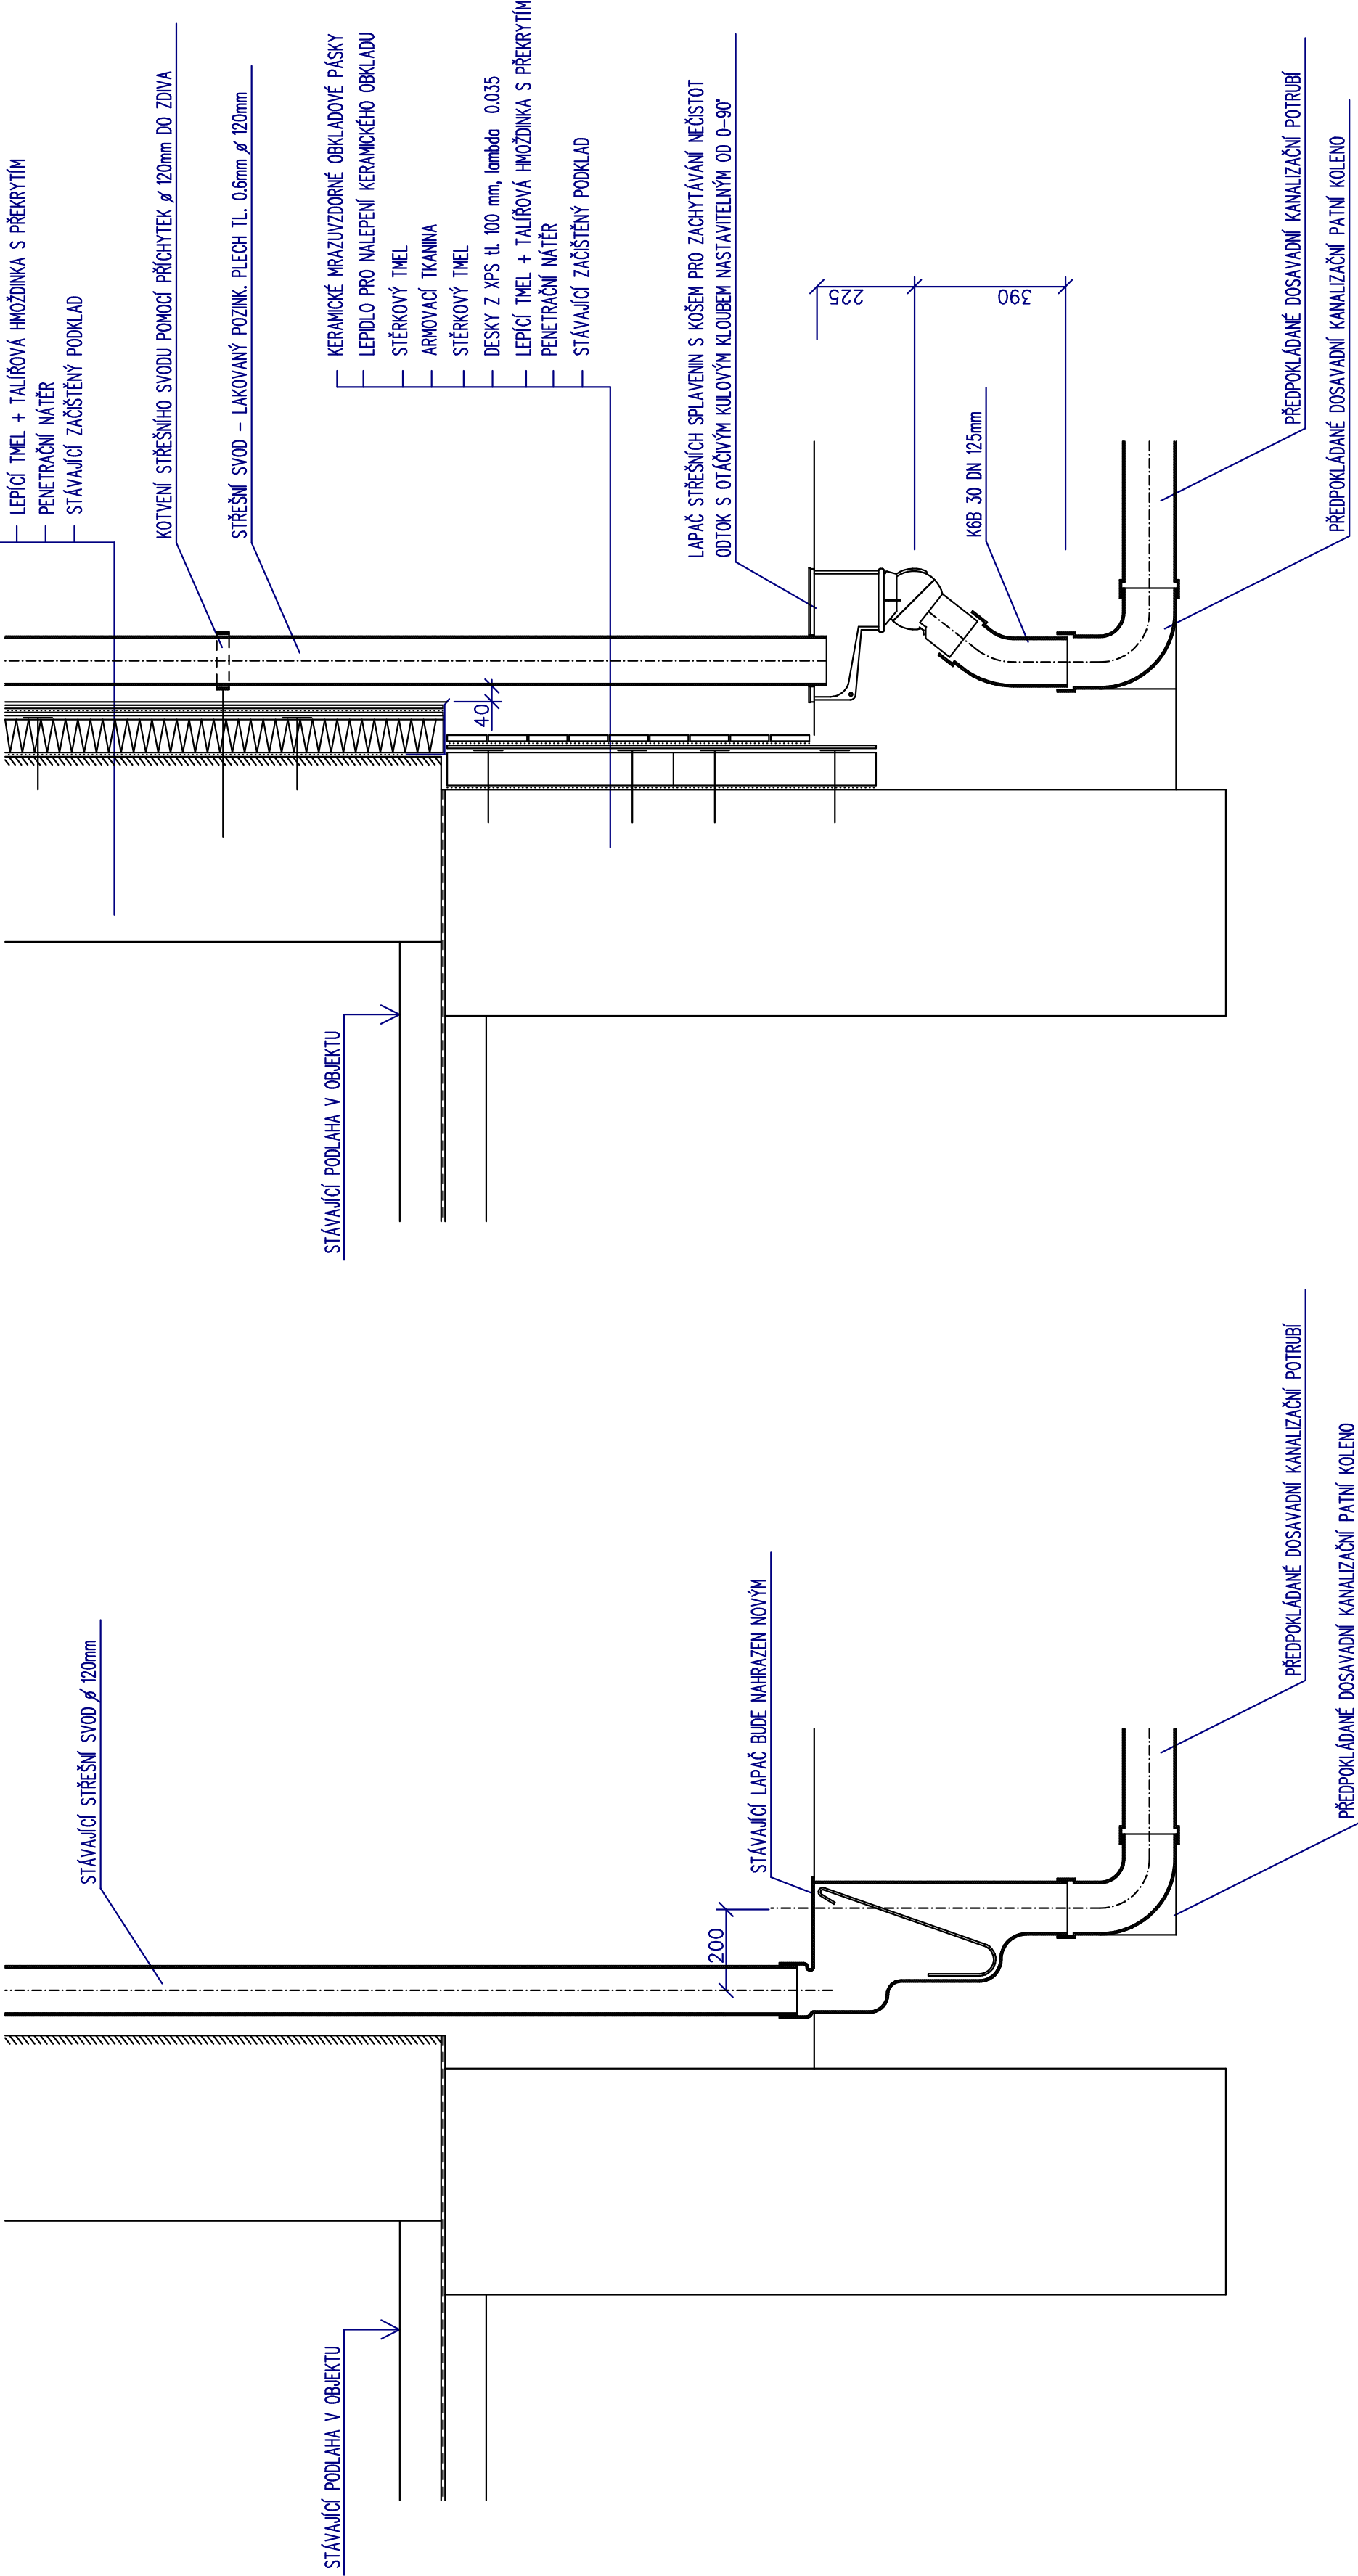 LEPÍCÍ TMEL + TALÍŘOVÁ HMOŽDINKA S PŘEKRYTÍM
PENETRAČNÍ NÁTĚR
STÁVAJÍCÍ ZAČIŠTĚNÝ PODKLAD
KOTVENÍ STŘEŠNÍHO SVODU POMOCÍ PŘÍCHYTEK ø 120mm DO ZDIVA
STŘEŠNÍ SVOD - LAKOVANÝ POZINK. PLECH TL. 0.6mm ø 120mm
KERAMICKÉ MRAZUVZDORNÉ OBKLADOVÉ PÁSKY
LEPIDLO PRO NALEPENÍ KERAMICKÉHO OBKLADU
STĚRKOVÝ TMEL
ARMOVACÍ TKANINA
STĚRKOVÝ TMEL
DESKY Z XPS tl. 100 mm, lambda 0.035
LEPÍCÍ TMEL + TALÍŘOVÁ HMOŽDINKA S PŘEKRYTÍM
PENETRAČNÍ NÁTĚR
STÁVAJÍCÍ ZAČIŠTĚNÝ PODKLAD
40
LAPAČ STŘEŠNÍCH SPLAVENIN S KOŠEM PRO ZACHYTÁVÁNÍ NEČISTOT
ODTOK S OTÁČIVÝM KULOVÝM KLOUBEM NASTAVITELNÝM OD 0-90°
225
390
K6B 30 DN 125mm
PŘEDPOKLÁDANÉ DOSAVADNÍ KANALIZAČNÍ POTRUBÍ
PŘEDPOKLÁDANÉ DOSAVADNÍ KANALIZAČNÍ PATNÍ KOLENO
STÁVAJÍCÍ PODLAHA V OBJEKTU
STÁVAJÍCÍ STŘEŠNÍ SVOD ø 120mm
STÁVAJÍCÍ LAPAČ BUDE NAHRAZEN NOVÝM
200
PŘEDPOKLÁDANÉ DOSAVADNÍ KANALIZAČNÍ POTRUBÍ
PŘEDPOKLÁDANÉ DOSAVADNÍ KANALIZAČNÍ PATNÍ KOLENO
STÁVAJÍCÍ PODLAHA V OBJEKTU